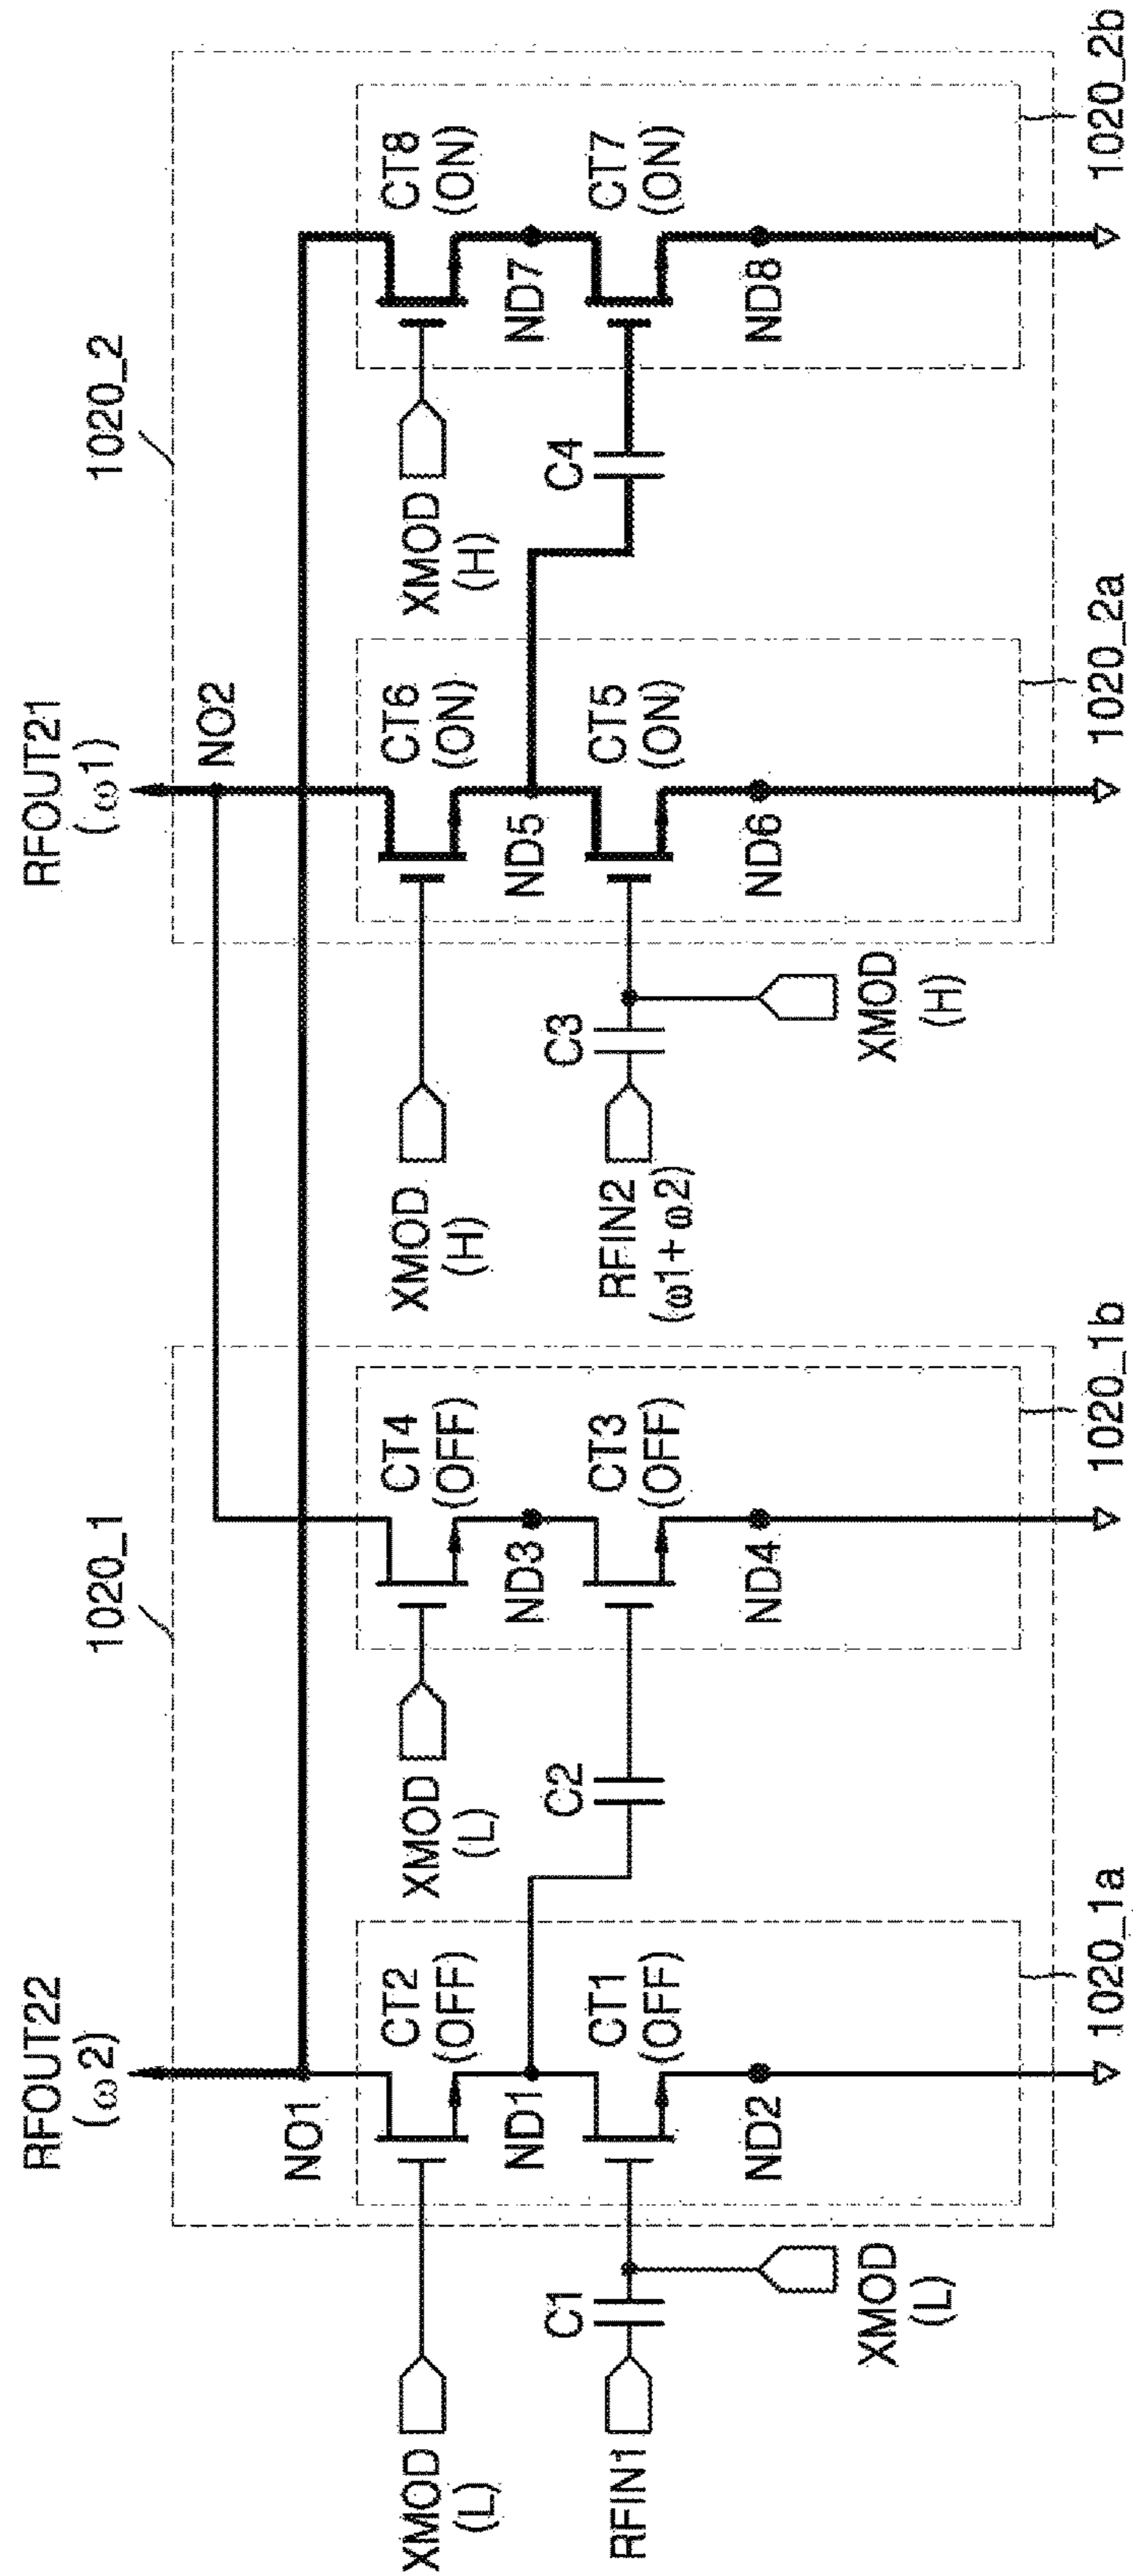 RFOUT22
(ω2)
RFOUT21
(ω1)
1020_1
1020_2
NO1
NO2
XMOD
(L)
CT2
(OFF)
XMOD
(L)
CT4
(OFF)
XMOD
(H)
CT6
(ON)
XMOD
(H)
CT8
(ON)
ND1
ND3
ND5
ND7
RFIN1
C1
CT1
(OFF)
C2
CT3
(OFF)
RFIN2
(ω1+ω2)
C3
CT5
(ON)
C4
CT7
(ON)
ND2
ND4
ND6
ND8
XMOD
(L)
XMOD
(H)
1020_1a
1020_1b
1020_2a
1020_2b